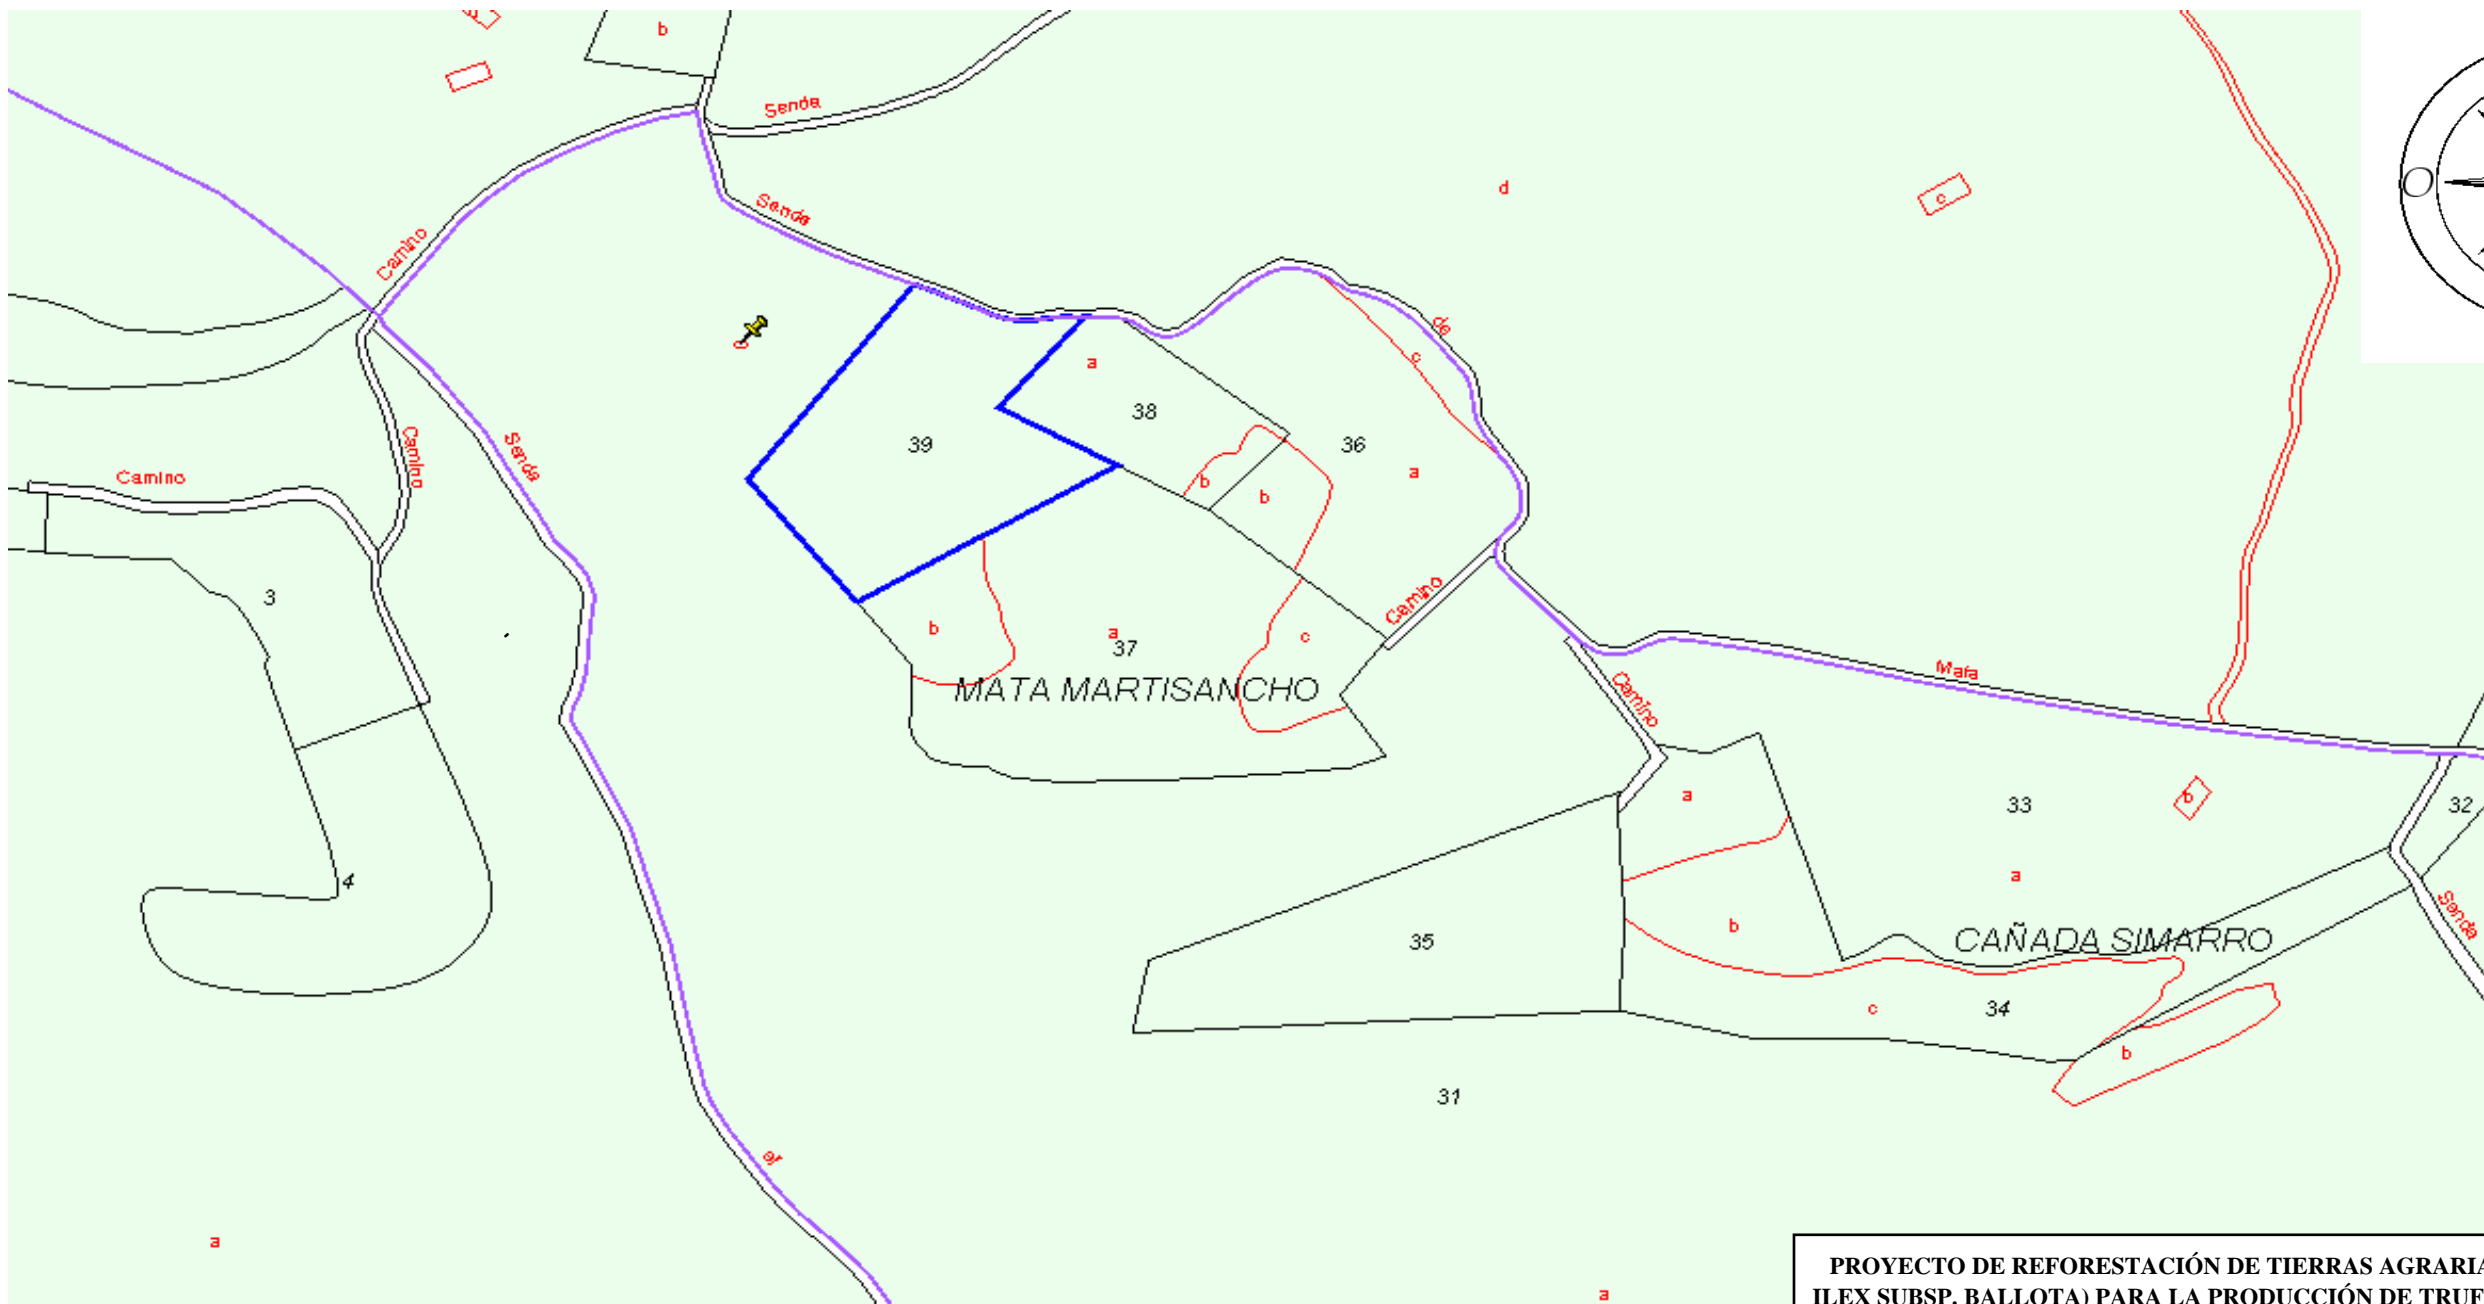 b
Senda
Senda
d
c
O
Camino
de
c
a
38
39
36
a
Camino
Senda
Camino
b
b
3
Camino
b
a
c
37
MATA MARTISANCHO
Mata
Camino
a
33
b
32
4
a
b
35
CAÑADA SIMARRO
Senda
c
34
b
31
el
a
a
PROYECTO DE REFORESTACIÓN DE TIERRAS AGRARIA
ILEX SUBSP. BALLOTA) PARA LA PRODUCCIÓN DE TRUF